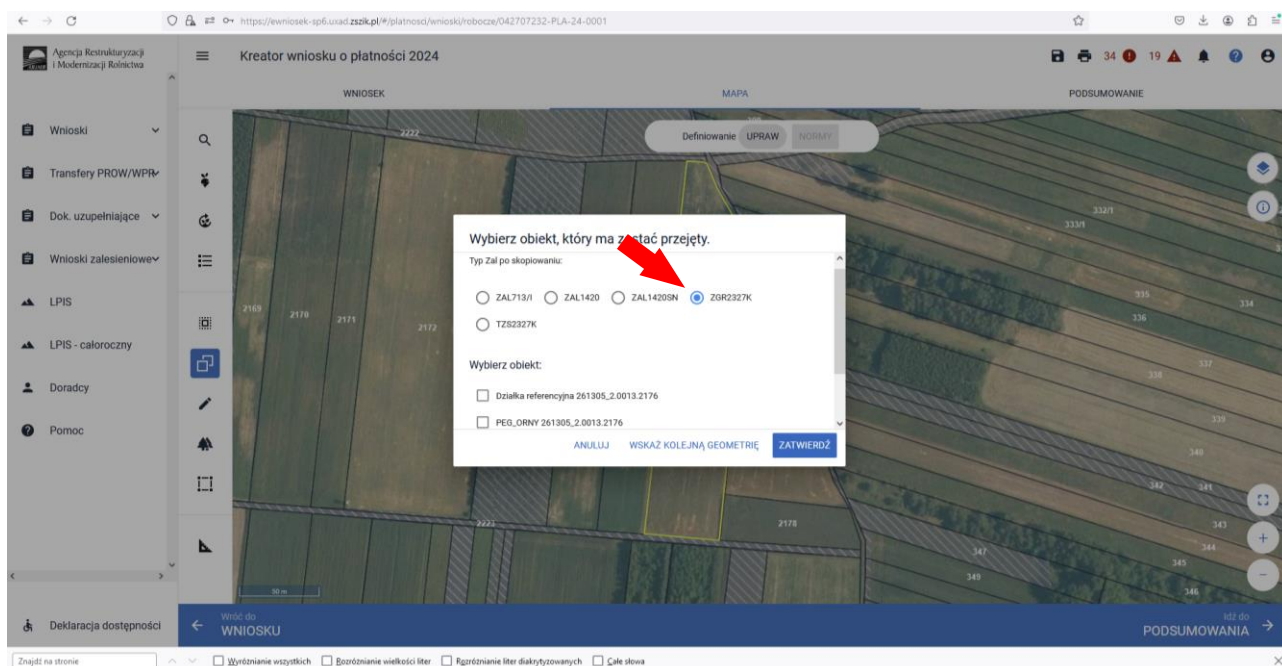 https://ewniosek-sp6.uxad.zszik.pl/#/platnosci/wnioski/robocze/042707232-PLA-24-0001
Agencja Restrukturyzacji
i Modernizacji Rolnictwa
Kreator wniosku o płatności 2024
34
19
WNIOSEK
MAPA
PODSUMOWANIE
Wnioski
Transfery PROW/WPR
Dok. uzupełniające
Wnioski zalesieniowe
LPIS
LPIS - całoroczny
Doradcy
Pomoc
Deklaracja dostępności
Definiowanie UPRAW NORMY
2222
332/1
333/1
335
334
336
337
338
339
340
342
341
343
344
345
346
347
349
2169
2170
2171
2172
2223
2178
30 m
Wybierz obiekt, który ma zostać przejęty.
Typ Zal po skopiowaniu:
ZAL713/I ZAL1420 ZAL1420SN ZGR2327K
TZS2327K
Wybierz obiekt:
Działka referencyjna 261305_2.0013.2176
PEG_ORNY 261305_2.0013.2176
ANULUJ WSKAŻ KOLEJNĄ GEOMETRIĘ ZATWIERDŹ
Wróć do
WNIOSKU
Idź do
PODSUMOWANIA
Znajdź na stronie
Wyróżnianie wszystkich Rozróżnianie wielkości liter Rozróżnianie liter diakrytyzowanych Całe słowa